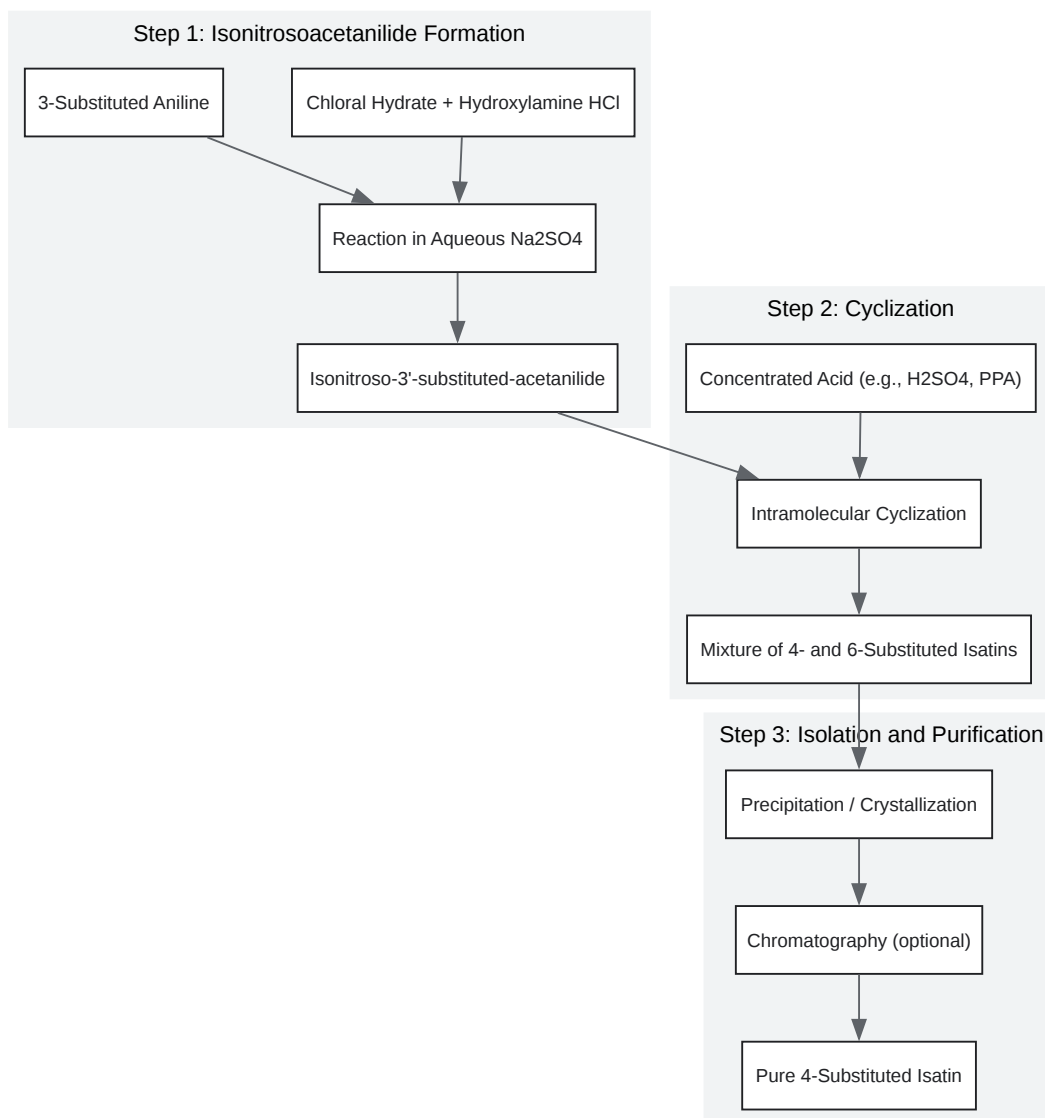 Step 1: Isonitrosoacetanilide Formation
3-Substituted Aniline
Chloral Hydrate + Hydroxylamine HCl
Reaction in Aqueous Na2SO4
Isonitroso-3'-substituted-acetanilide
Step 2: Cyclization
Concentrated Acid (e.g., H2SO4, PPA)
Intramolecular Cyclization
Mixture of 4- and 6-Substituted Isatins
Step 3: Isolation and Purification
Precipitation / Crystallization
Chromatography (optional)
Pure 4-Substituted Isatin